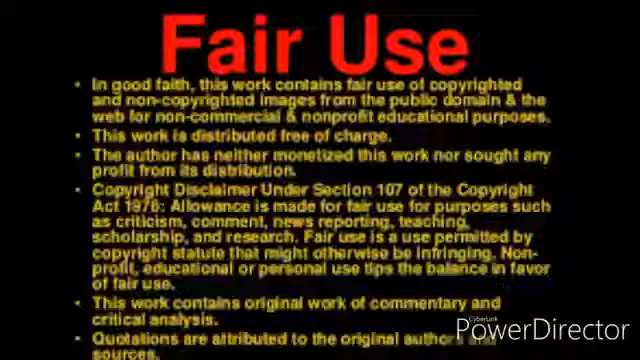 Fair Use
• In good faith, this work contains fair use of copyrighted
and non-copyrighted images from the public domain & the
web for non-commercial & nonprofit educational purposes.
• This work is distributed free of charge.
• The author has neither monetized this work nor sought any
profit from its distribution.
• Copyright Disclaimer Under Section 107 of the Copyright
Act 1976: Allowance is made for fair use for purposes such
as criticism, comment, news reporting, teaching,
scholarship, and research. Fair use is a use permitted by
copyright statute that might otherwise be infringing. Non-
profit, educational or personal use tips the balance in favor
of fair use.
• This work contains original work of commentary and
critical analysis.
• Quotations are attributed to the original authors and
sources.
CyberLink
PowerDirector